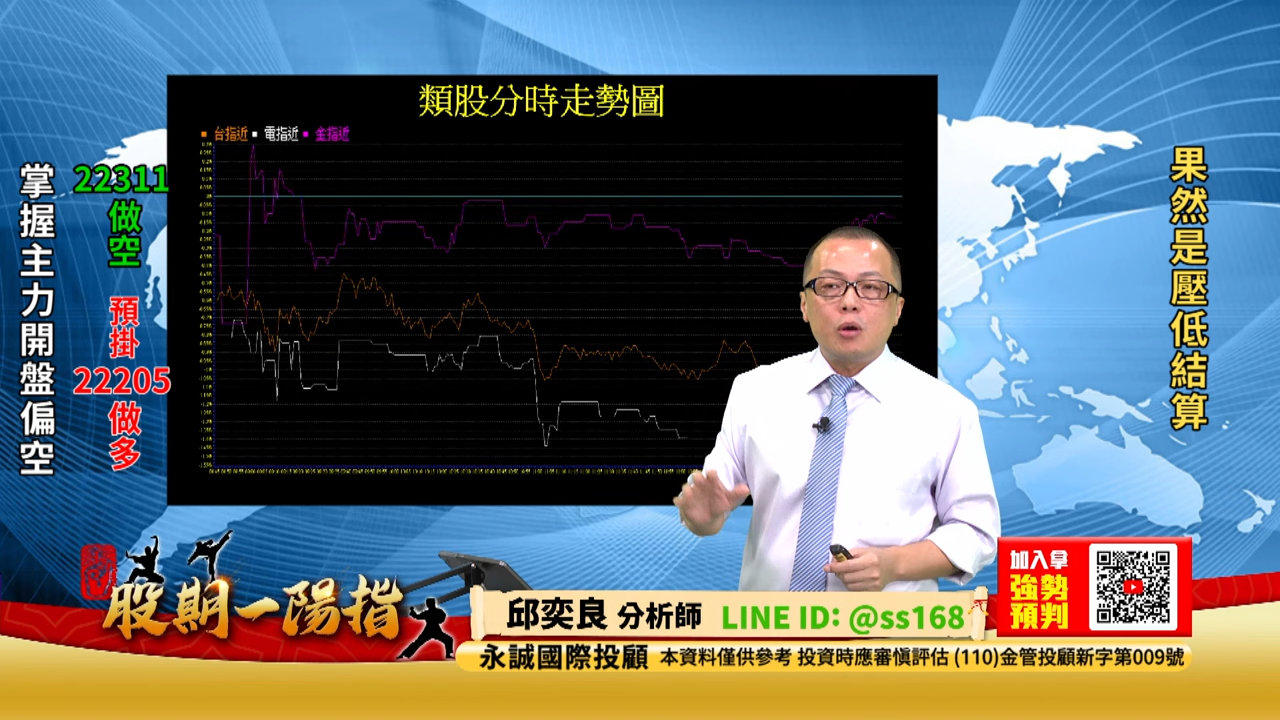 類股分時走勢圖
台指近 電指近 金指近
掌握主力開盤偏空
22311
做空
預掛
22205
做多
果然是壓低結算
股期一陽指
邱奕良 分析師 LINE ID: @ss168
加入拿
強勢
預判
永誠國際投顧 本資料僅供參考 投資時應審慎評估 (110)金管投顧新字第009號